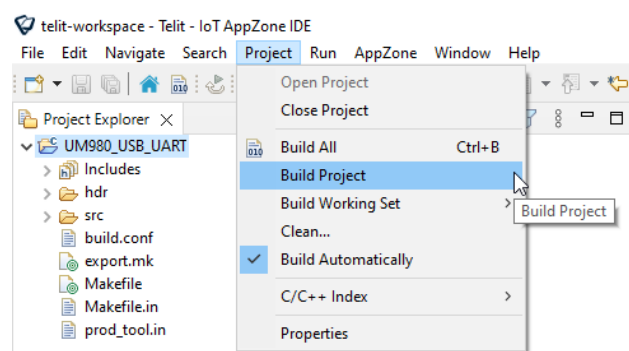 telit-workspace - Telit - IoT AppZone IDE
File Edit Navigate Search Project Run AppZone Window Help
Project Explorer
UM980_USB_UART
Includes
hdr
src
build.conf
export.mk
Makefile
Makefile.in
prod_tool.in
Open Project
Close Project
010 Build All Ctrl+B
Build Project
Build Working Set
Build Project
Clean...
Build Automatically
C/C++ Index
Properties